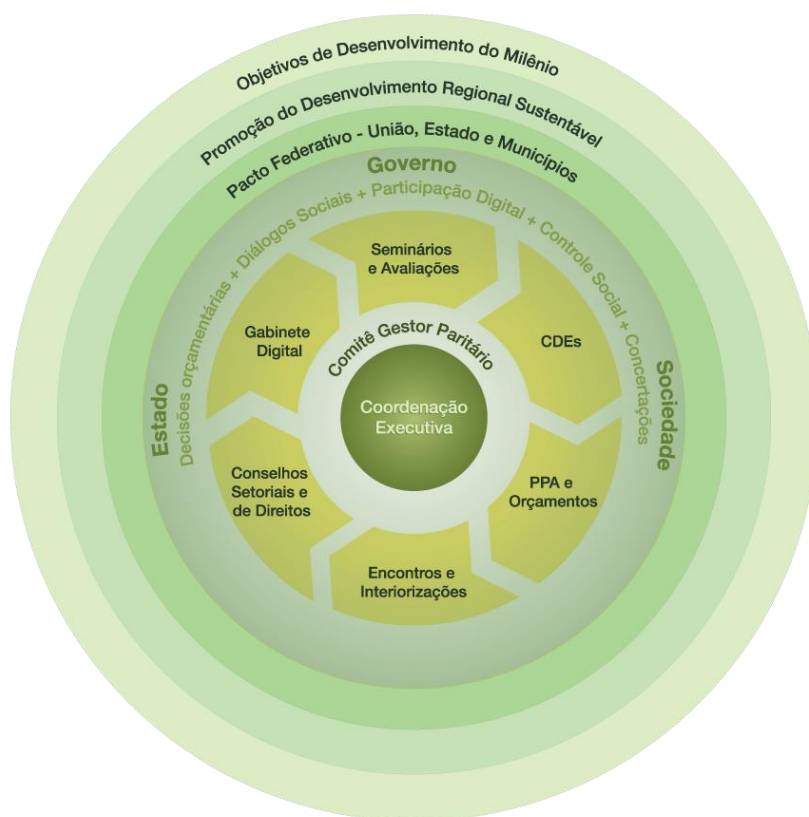 Objetivos de Desenvolvimento do Milênio
Promoção do Desenvolvimento Regional Sustentável
Pacto Federativo - União, Estado e Municípios
Governo
Estado
Sociedade
Decisões orçamentárias + Diálogos Sociais + Participação Digital + Controle Social + Concertações
Seminários
e Avaliações
CDEs
PPA e
Orçamentos
Encontros e
Interiorizações
Conselhos
Setoriais e
de Direitos
Gabinete
Digital
Comitê Gestor Paritário
Coordenação
Executiva